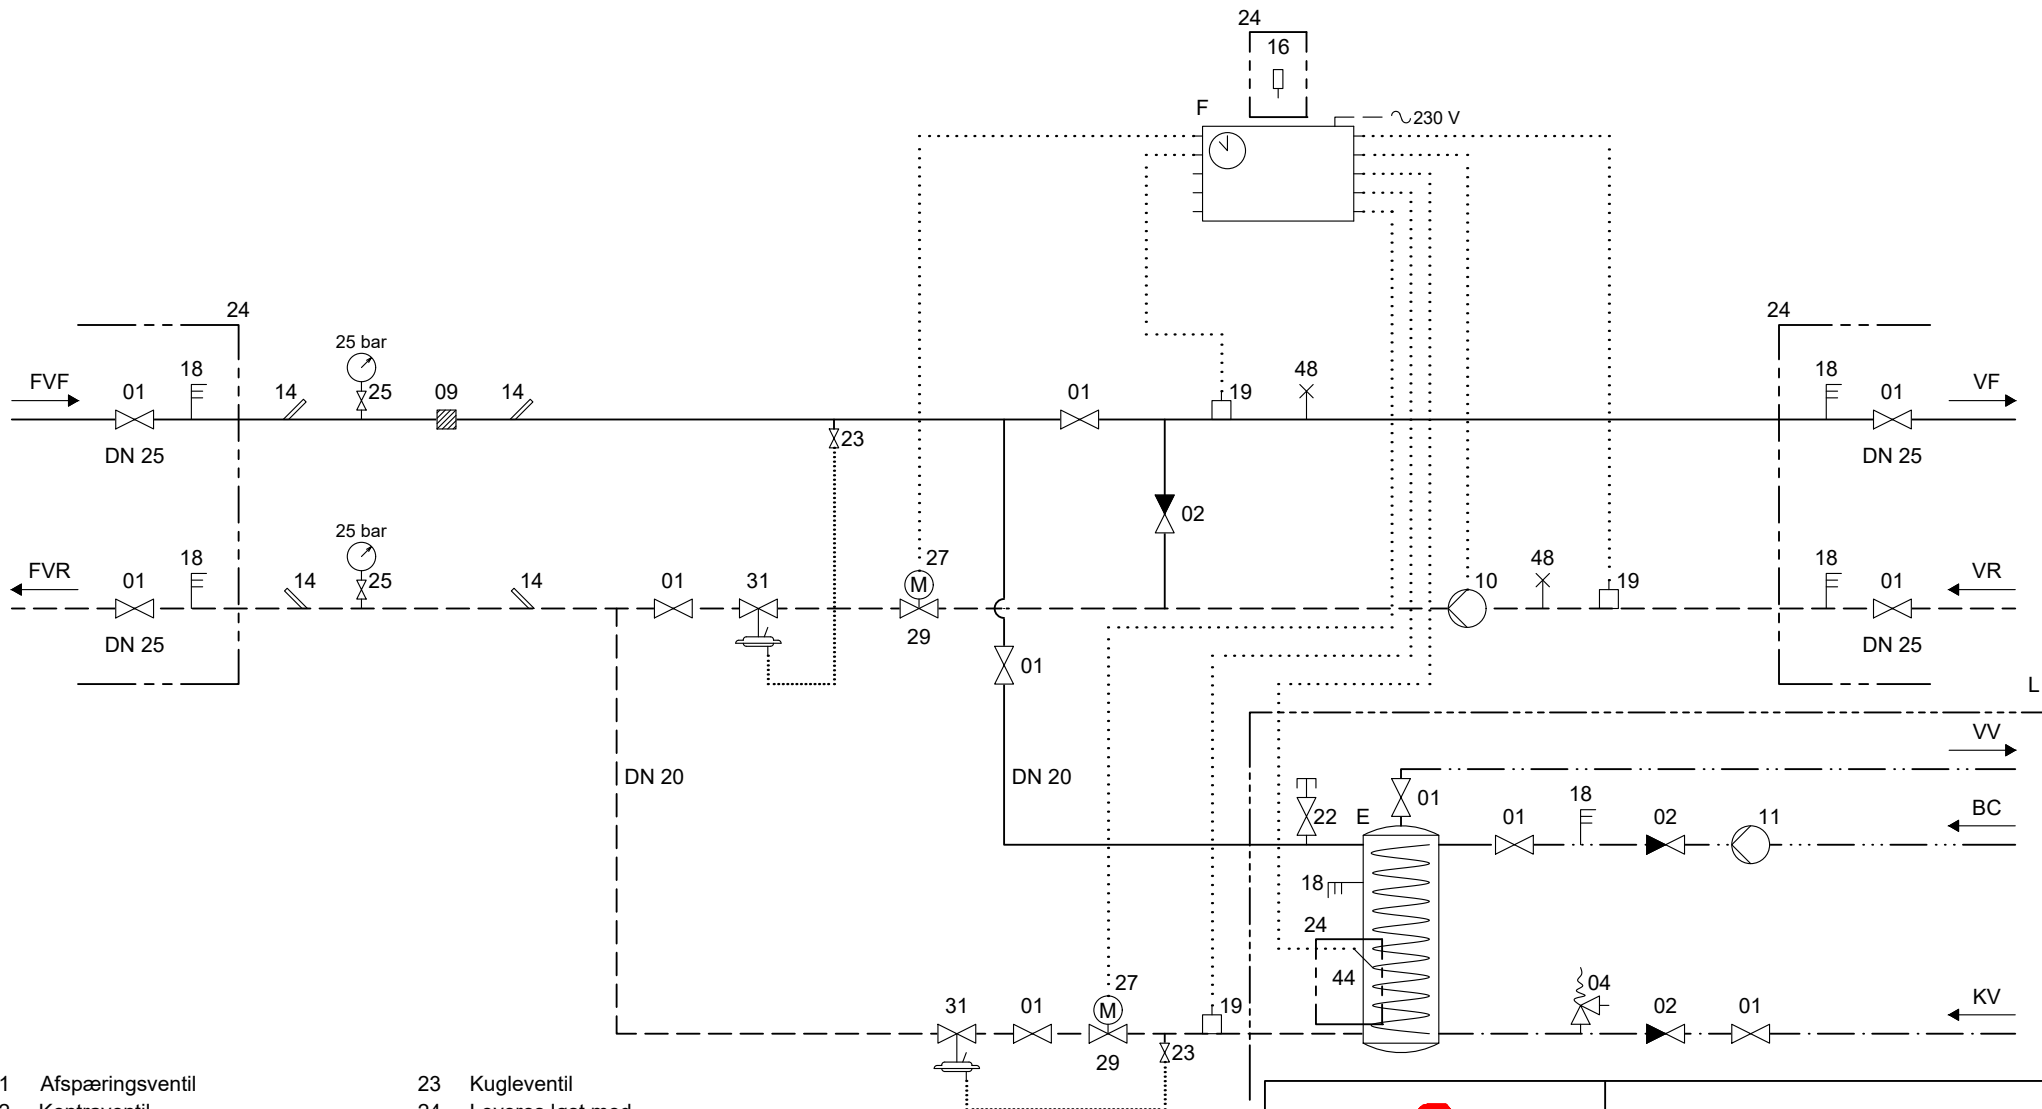 24
16
F
230 V
24
24
25 bar
FVF
01
18
14
25
09
14
01
19
48
18
01
VF
DN 25
23
DN 25
02
25 bar
FVR
01
18
14
25
14
01
31
27
M
29
10
48
19
18
01
VR
DN 25
DN 25
01
L
VV
DN 20
DN 20
22
E
01
01
18
02
11
BC
18
24
44
27
M
31
01
29
19
23
04
02
01
KV
1 Afspæringsventil
23 Kugleventil